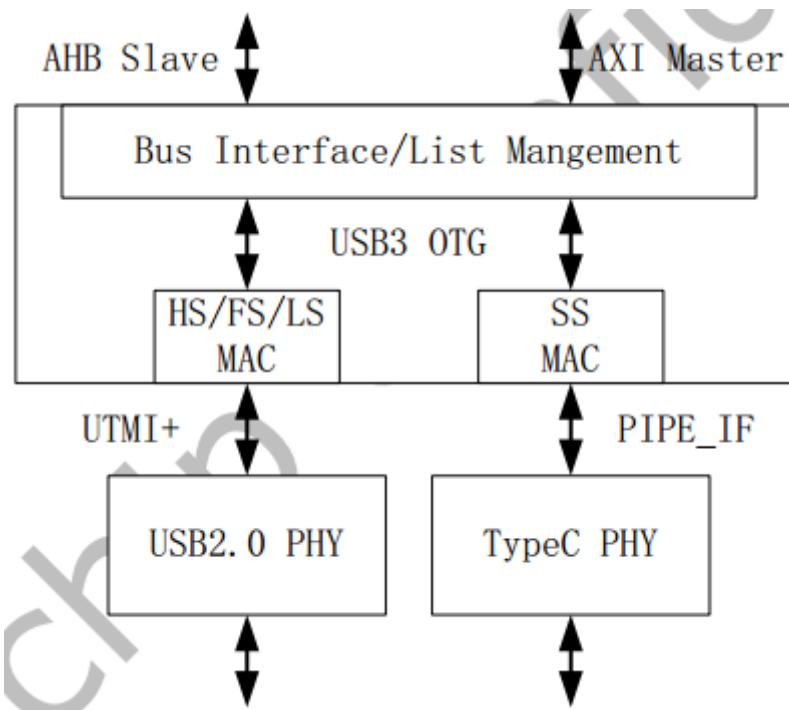 AHB Slave
AXI Master
Bus Interface/List Mangement
USB3 OTG
HS/FS/LS
MAC
SS
MAC
UTMI+
PIPE_IF
USB2.0 PHY
TypeC PHY